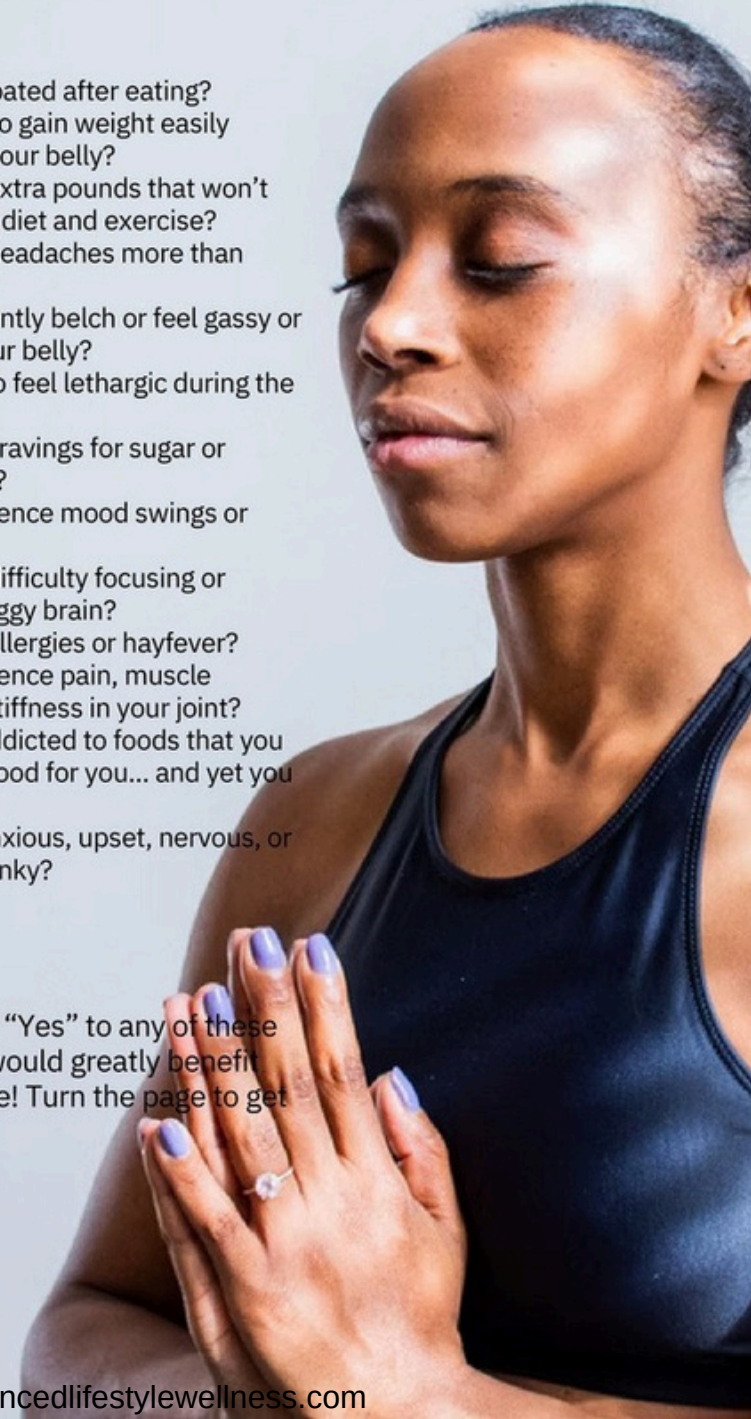 oated after eating?
o gain weight easily
our belly?
xtra pounds that won't
diet and exercise?
eadaches more than
ntly belch or feel gassy or
ur belly?
o feel lethargic during the
ravings for sugar or
?
ence mood swings or
ifficulty focusing or
ggy brain?
llergies or hayfever?
ence pain, muscle
tiffness in your joint?
ddicted to foods that you
ood for you... and yet you
nxious, upset, nervous, or
nky?
"Yes" to any of these
would greatly benefit
e! Turn the page to get
ncedlifestylewellness.com